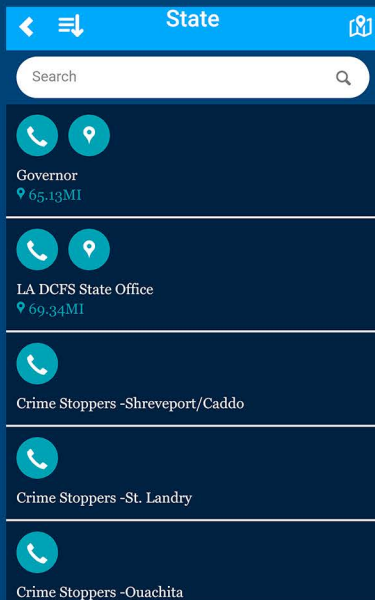 State
Search
Governor
65.13MI
LA DCFS State Office
69.34MI
Crime Stoppers -Shreveport/Caddo
Crime Stoppers -St. Landry
Crime Stoppers -Ouachita